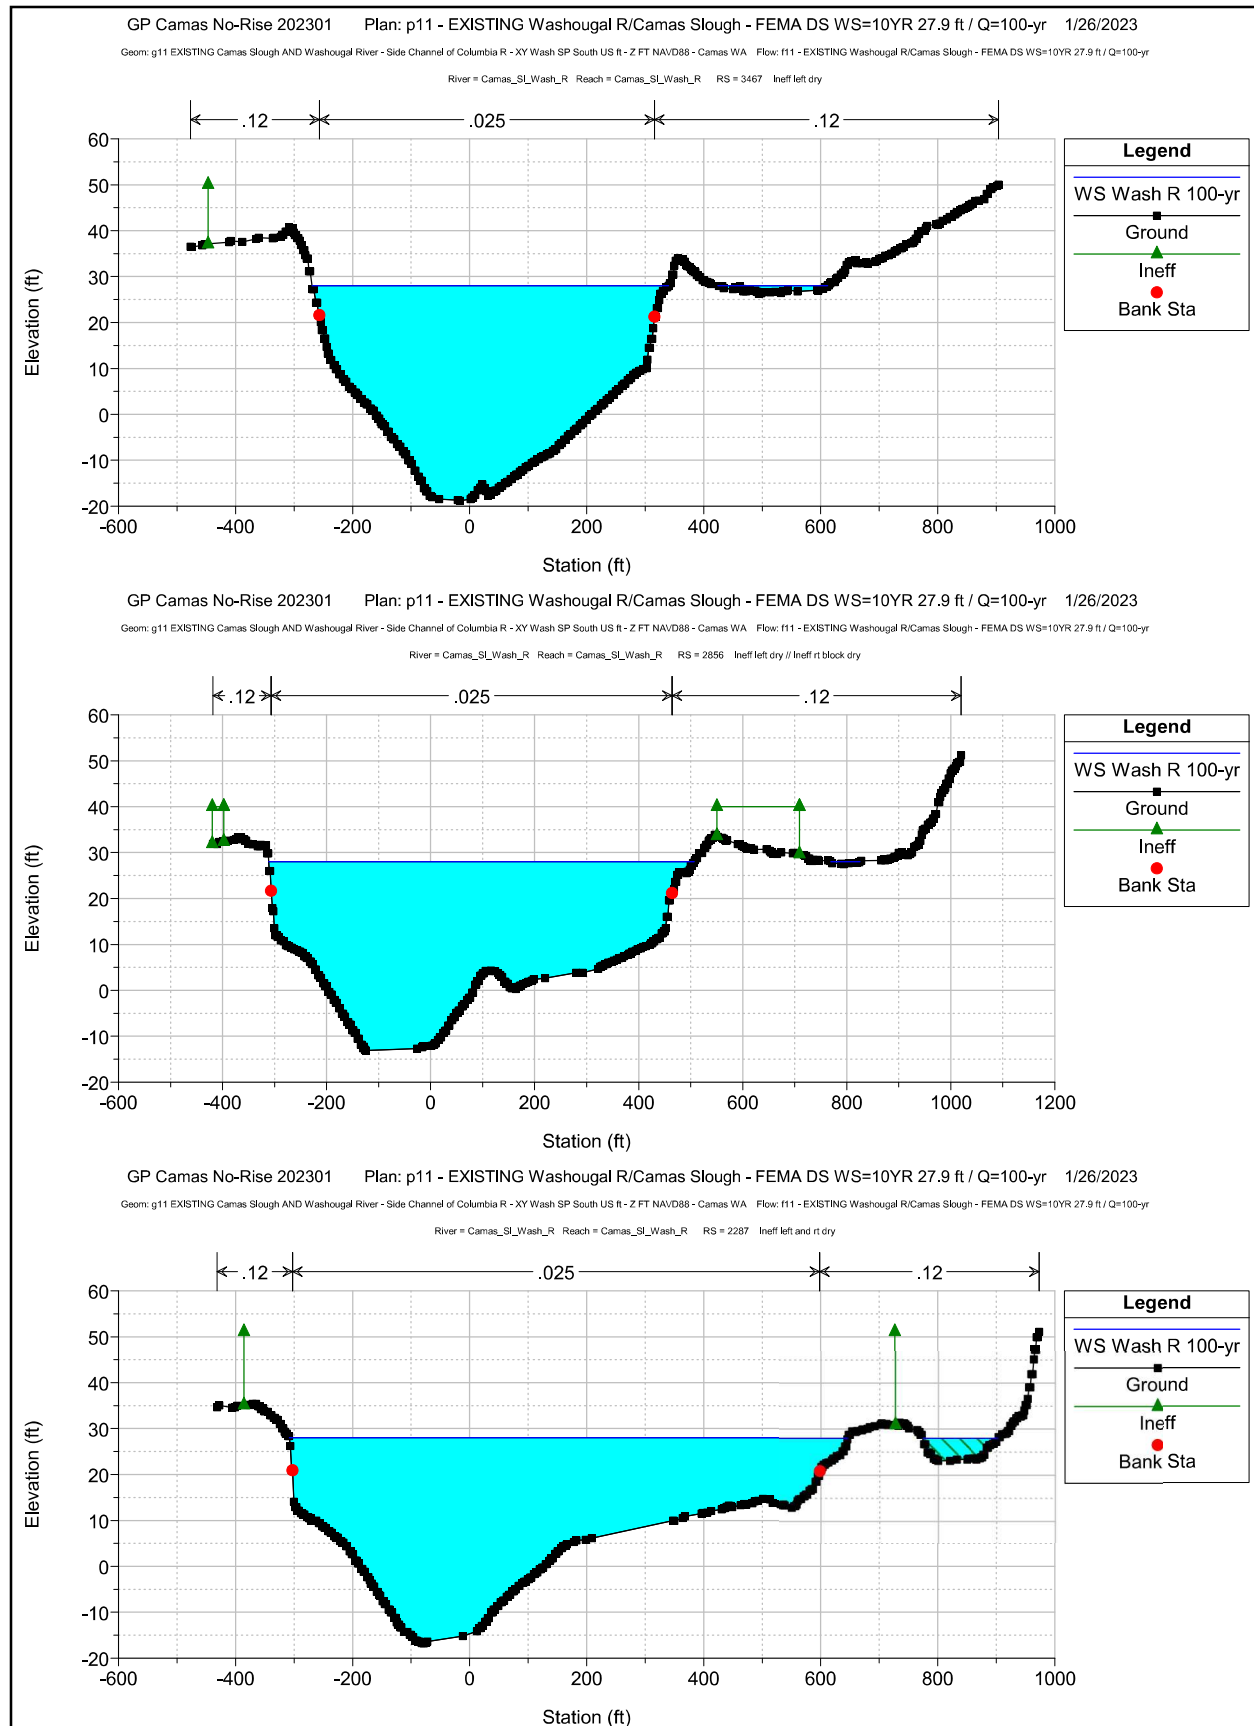 GP Camas No-Rise 202301 Plan: p11 - EXISTING Washougal R/Camas Slough - FEMA DS WS=10YR 27.9 ft / Q=100-yr 1/26/2023
Geom: g11 EXISTING Camas Slough AND Washougal River - Side Channel of Columbia R - XY Wash SP South US ft - Z FT NAVD88 - Camas WA Flow: f11 - EXISTING Washougal R/Camas Slough - FEMA DS WS=10YR 27.9 ft / Q=100-yr
River = Camas_Sl_Wash_R Reach = Camas_Sl_Wash_R RS = 3467 Ineff left dry
.12 .025 .12
60
50
40
30
20
10
0
-10
-20
Elevation (ft)
-600 -400 -200 0 200 400 600 800 1000
Station (ft)
Legend
WS Wash R 100-yr
Ground
Ineff
Bank Sta
GP Camas No-Rise 202301 Plan: p11 - EXISTING Washougal R/Camas Slough - FEMA DS WS=10YR 27.9 ft / Q=100-yr 1/26/2023
Geom: g11 EXISTING Camas Slough AND Washougal River - Side Channel of Columbia R - XY Wash SP South US ft - Z FT NAVD88 - Camas WA Flow: f11 - EXISTING Washougal R/Camas Slough - FEMA DS WS=10YR 27.9 ft / Q=100-yr
River = Camas_Sl_Wash_R Reach = Camas_Sl_Wash_R RS = 2856 Ineff left dry // Ineff rt block dry
.12 .025 .12
60
50
40
30
20
10
0
-10
-20
Elevation (ft)
-600 -400 -200 0 200 400 600 800 1000 1200
Station (ft)
Legend
WS Wash R 100-yr
Ground
Ineff
Bank Sta
GP Camas No-Rise 202301 Plan: p11 - EXISTING Washougal R/Camas Slough - FEMA DS WS=10YR 27.9 ft / Q=100-yr 1/26/2023
Geom: g11 EXISTING Camas Slough AND Washougal River - Side Channel of Columbia R - XY Wash SP South US ft - Z FT NAVD88 - Camas WA Flow: f11 - EXISTING Washougal R/Camas Slough - FEMA DS WS=10YR 27.9 ft / Q=100-yr
River = Camas_Sl_Wash_R Reach = Camas_Sl_Wash_R RS = 2287 Ineff left and rt dry
.12 .025 .12
60
50
40
30
20
10
0
-10
-20
Elevation (ft)
-600 -400 -200 0 200 400 600 800 1000
Station (ft)
Legend
WS Wash R 100-yr
Ground
Ineff
Bank Sta